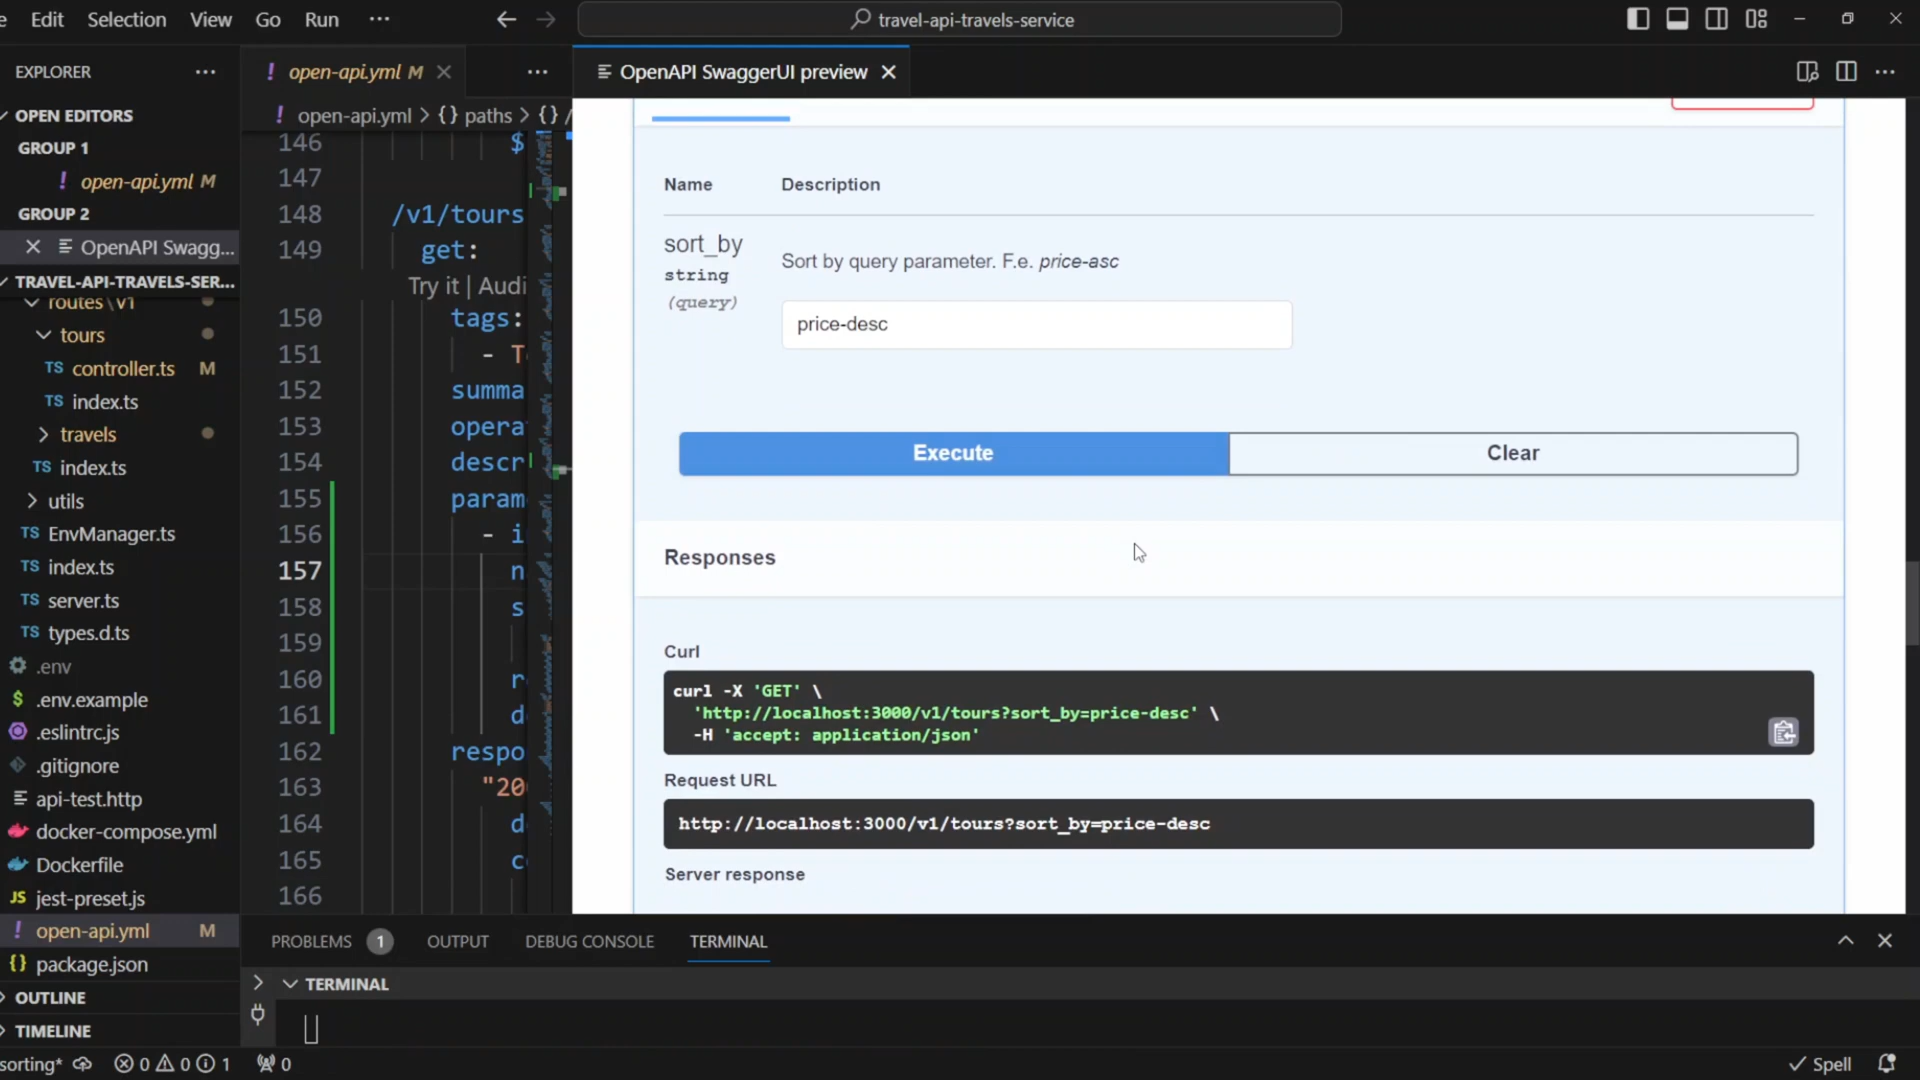 Edit Selection View Go Run ···
travel-api-travels-service
EXPLORER ···
OPEN EDITORS
GROUP 1
! open-api.yml M
GROUP 2
OpenAPI Swagg...
TRAVEL-API-TRAVELS-SER...
routes\v1
tours
TS controller.ts M
TS index.ts
travels
TS index.ts
utils
TS EnvManager.ts
TS index.ts
TS server.ts
TS types.d.ts
.env
$ .env.example
.eslintrc.js
.gitignore
api-test.http
docker-compose.yml
Dockerfile
JS jest-preset.js
! open-api.yml M
{} package.json
OUTLINE
TIMELINE
! open-api.yml M ···
! open-api.yml > {} paths > {} /
146 $
147
148 /v1/tours
149 get:
Try it | Audi
150 tags:
151 - T
152 summa
153 opera
154 descr
155 param
156 - i
157 n
158 s
159
160 r
161 d
162 respo
163 "20
164 d
165 c
166
OpenAPI SwaggerUI preview
Name Description
sort_by
string
(query)
Sort by query parameter. F.e. price-asc
price-desc
Execute Clear
Responses
Curl
curl -X 'GET' \
'http://localhost:3000/v1/tours?sort_by=price-desc' \
-H 'accept: application/json'
Request URL
http://localhost:3000/v1/tours?sort_by=price-desc
Server response
PROBLEMS 1 OUTPUT DEBUG CONSOLE TERMINAL
TERMINAL
sorting* 0 0 1 0 Spell